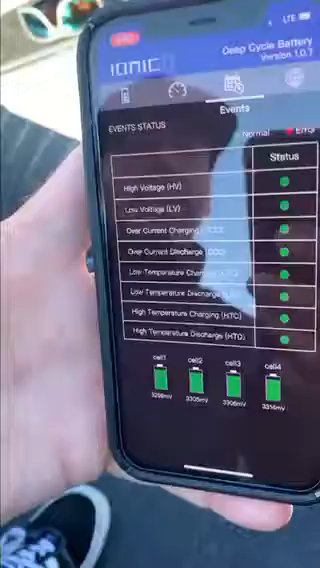 LTE
IONIC
Deep Cycle Battery
Version 1.0.7
Events
EVENTS STATUS
Normal
Error
Status
High Voltage (HV)
Low Voltage (LV)
Over Current Charging
Over Current Discharge
Low Temperature
Low Temperature Discharge
High Temperature Charging (HTC)
High Temperature Discharge (HTD)
cell1 cell2 cell3 cell4
3305mV 3306mV